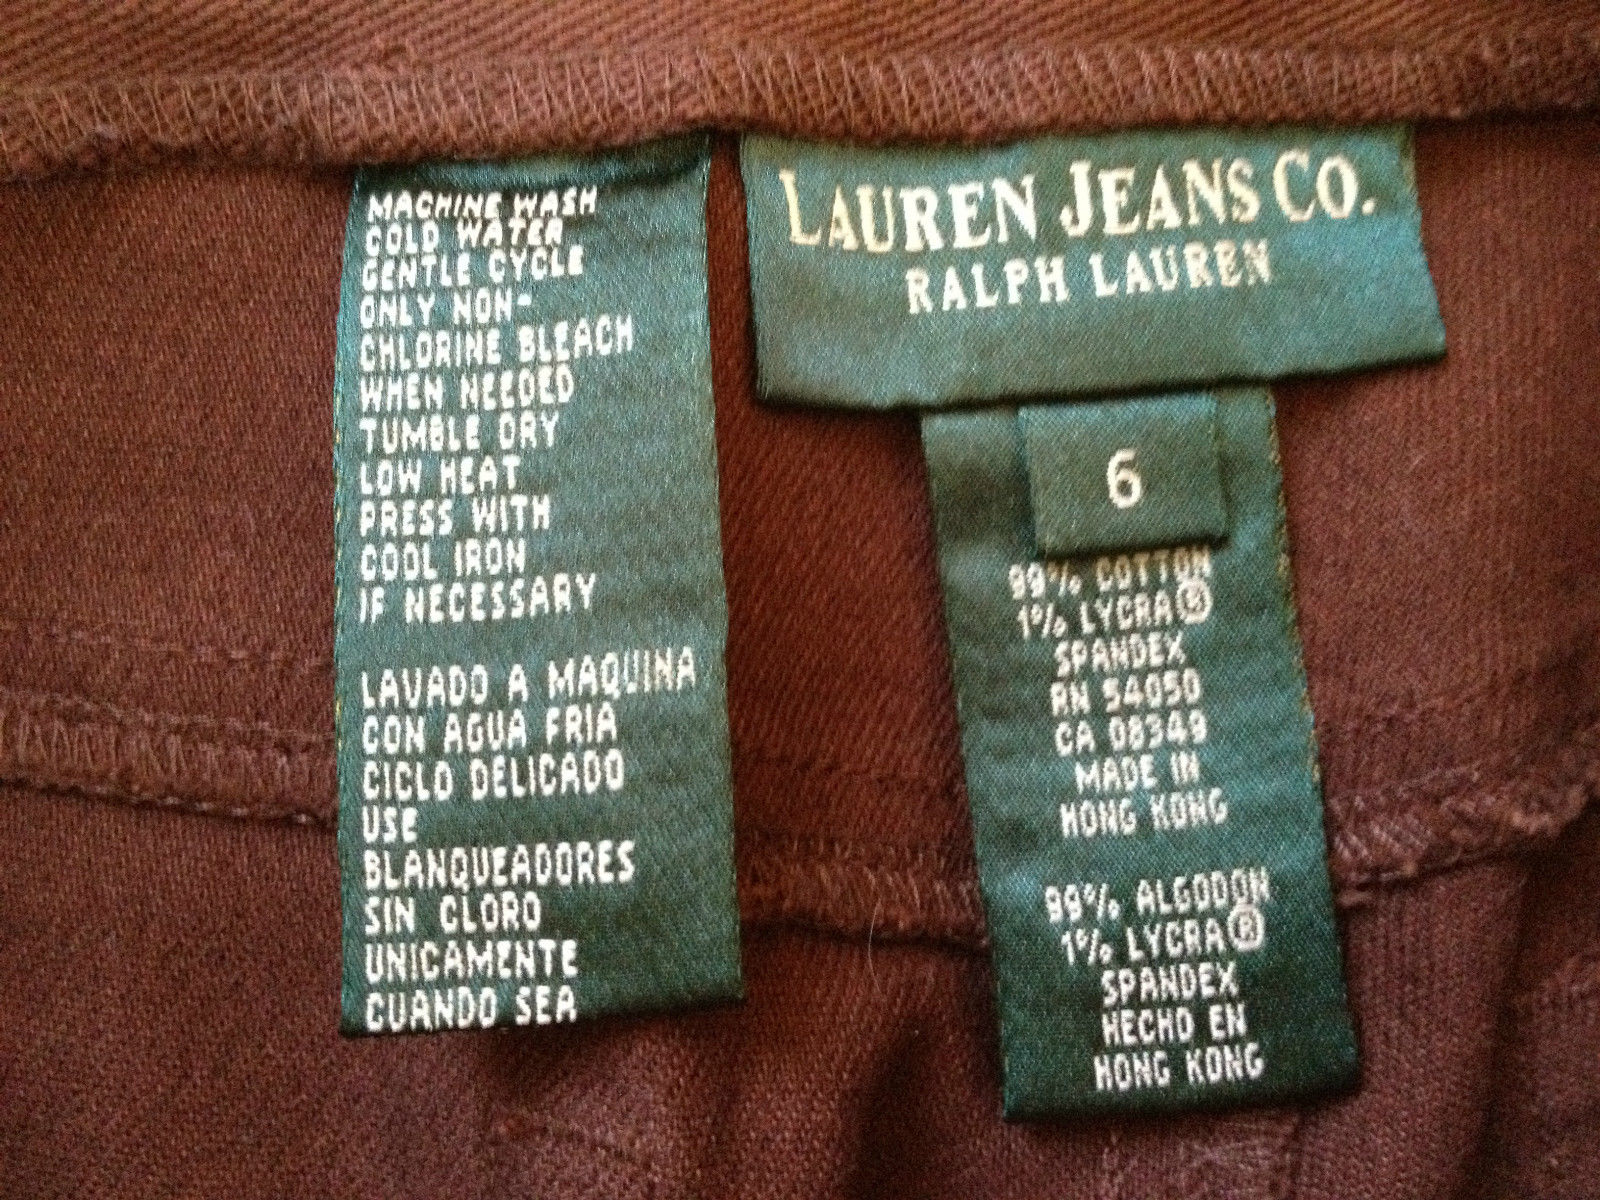 MACHINE WASH
COLD WATER
GENTLE CYCLE
ONLY NON-
CHLORINE BLEACH
WHEN NEEDED
TUMBLE DRY
LOW HEAT
PRESS WITH
COOL IRON
IF NECESSARY
LAVADO A MAQUINA
CON AGUA FRIA
CICLO DELICADO
USE
BLANQUEADORES
SIN CLORO
UNICAMENTE
CUANDO SEA
LAUREN JEANS CO.
RALPH LAUREN
6
99% COTTON
1% LYCRA®
SPANDEX
RN 54050
CA 08349
MADE IN
HONG KONG
99% ALGODON
1% LYCRA®
SPANDEX
HECHO EN
HONG KONG